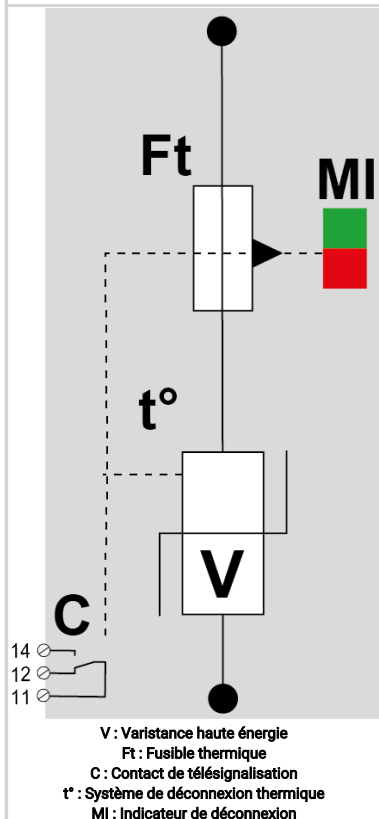 Ft
MI
t°
V
C
14
12
11
V : Varistance haute énergie
Ft : Fusible thermique
C : Contact de télésignalisation
t° : Système de déconnexion thermique
MI : Indicateur de déconnexion